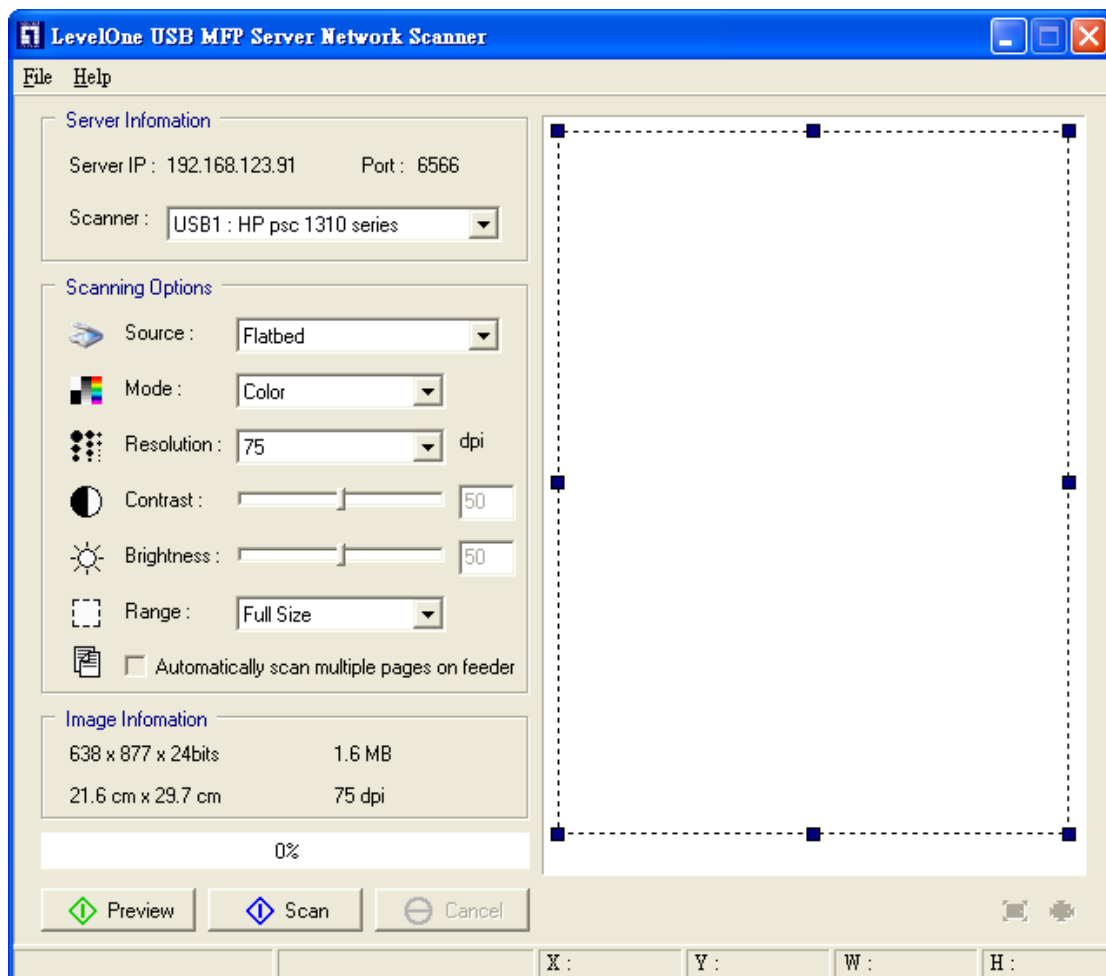 LevelOne USB MFP Server Network Scanner
File Help
Server Infomation
Server IP : 192.168.123.91 Port : 6566
Scanner : USB1 : HP psc 1310 series
Scanning Options
Source : Flatbed
Mode : Color
Resolution : 75 dpi
Contrast : 50
Brightness : 50
Range : Full Size
Automatically scan multiple pages on feeder
Image Infomation
638 x 877 x 24bits 1.6 MB
21.6 cm x 29.7 cm 75 dpi
0%
Preview Scan Cancel
X : Y : W : H :